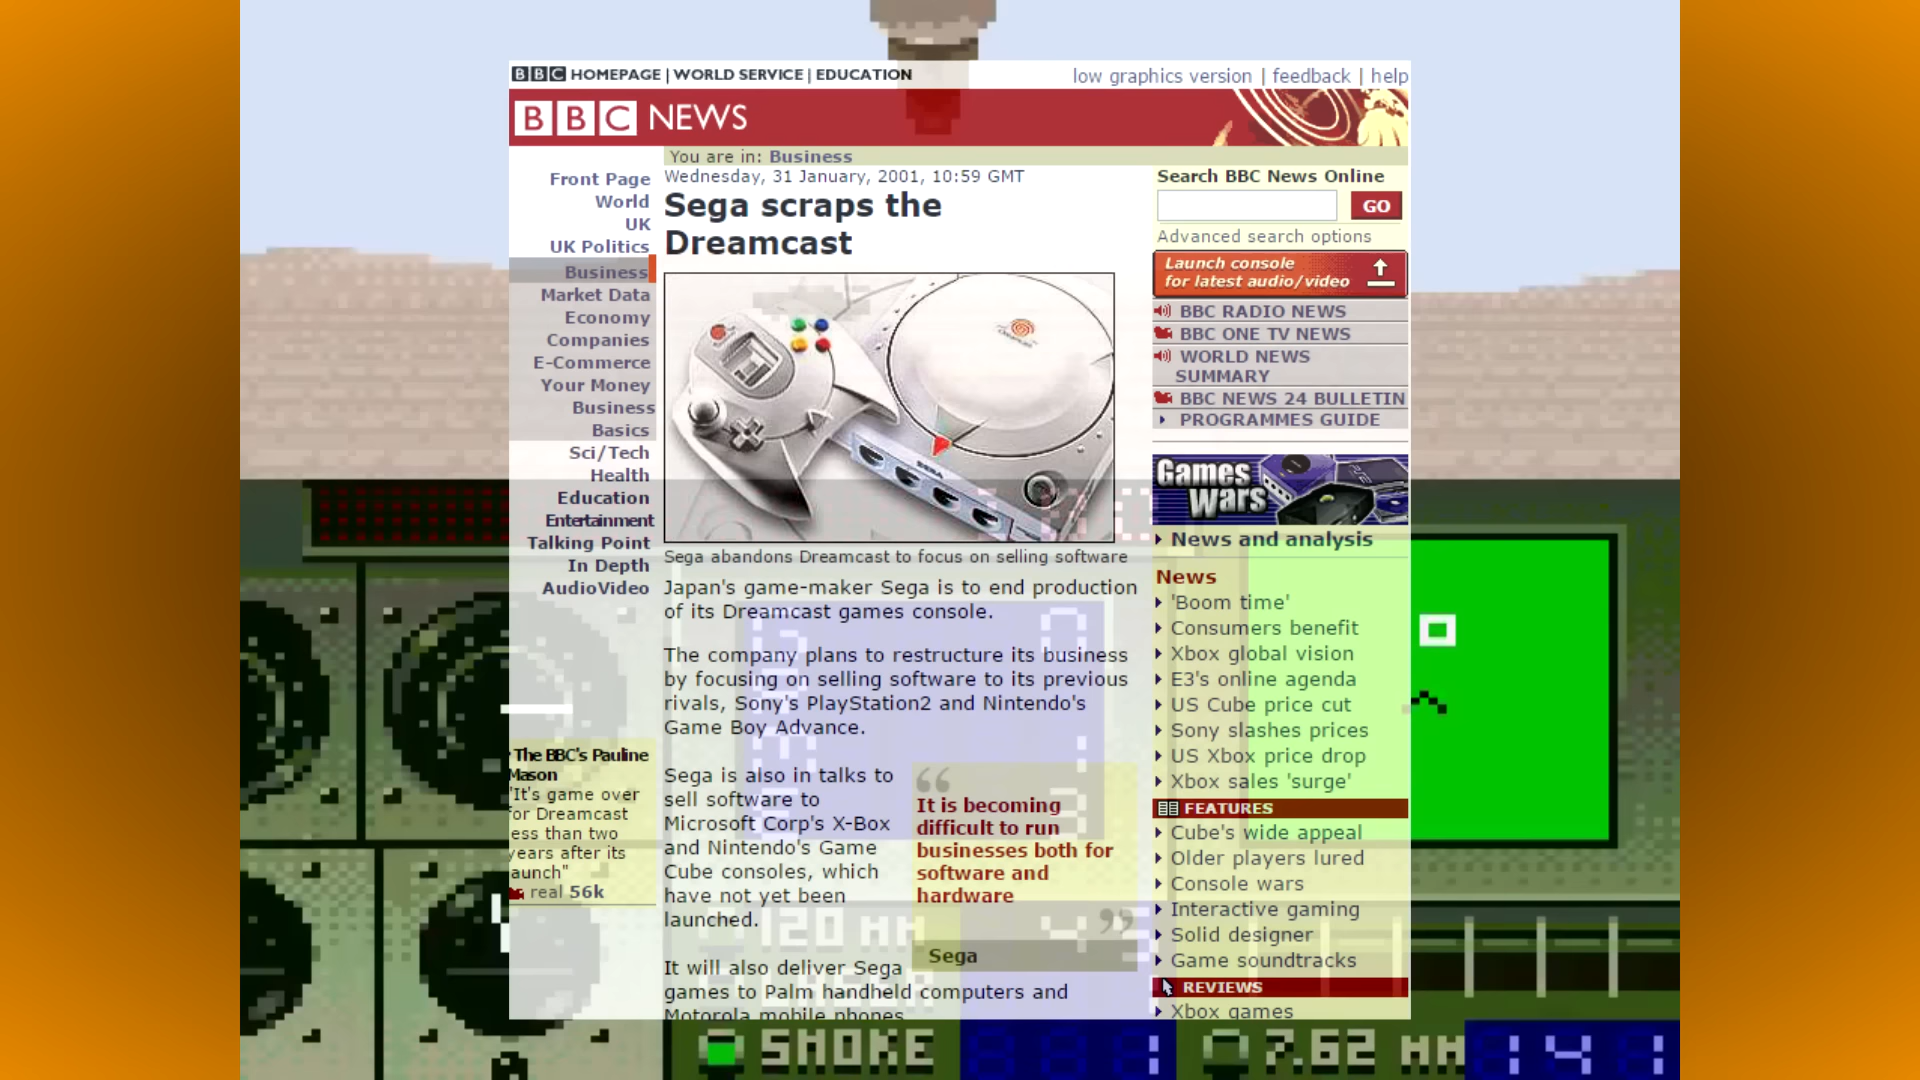 BBC HOMEPAGE | WORLD SERVICE | EDUCATION
low graphics version | feedback | help
BBC NEWS
You are in: Business
Wednesday, 31 January, 2001, 10:59 GMT
Sega scraps the
Dreamcast
Front Page
World
UK
UK Politics
Business
Market Data
Economy
Companies
E-Commerce
Your Money
Business
Basics
Sci/Tech
Health
Education
Entertainment
Talking Point
In Depth
AudioVideo
The BBC's Pauline
Mason
"It's game over
for Dreamcast
less than two
years after its
launch"
real 56k
Sega abandons Dreamcast to focus on selling software
Japan's game-maker Sega is to end production
of its Dreamcast games console.
The company plans to restructure its business
by focusing on selling software to its previous
rivals, Sony's PlayStation2 and Nintendo's
Game Boy Advance.
Sega is also in talks to
sell software to
Microsoft Corp's X-Box
and Nintendo's Game
Cube consoles, which
have not yet been
launched.
“
It is becoming
difficult to run
businesses both for
software and
hardware
”
Sega
It will also deliver Sega
games to Palm handheld computers and
Motorola mobile phones
Search BBC News Online
GO
Advanced search options
Launch console
for latest audio/video
BBC RADIO NEWS
BBC ONE TV NEWS
WORLD NEWS
SUMMARY
BBC NEWS 24 BULLETIN
PROGRAMMES GUIDE
Games
Wars
News and analysis
News
'Boom time'
Consumers benefit
Xbox global vision
E3's online agenda
US Cube price cut
Sony slashes prices
US Xbox price drop
Xbox sales 'surge'
FEATURES
Cube's wide appeal
Older players lured
Console wars
Interactive gaming
Solid designer
Game soundtracks
REVIEWS
Xbox games
120 MM
SMOKE
1
7.62 MM
141